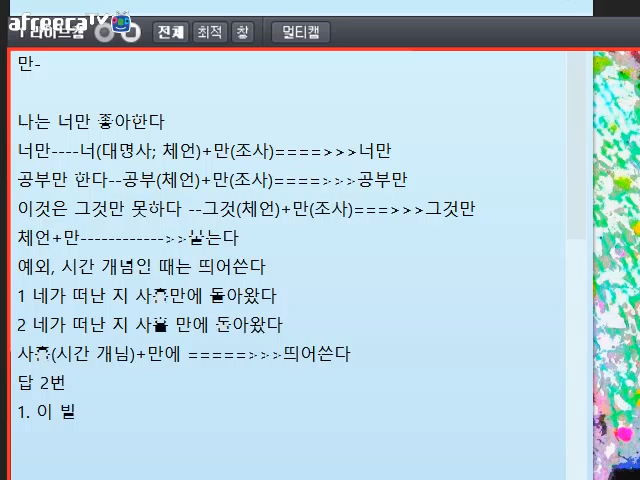 afreecaTV
라이브캠 전체 최적 창 멀티캠
만-
나는 너만 좋아한다
너만----너(대명사; 체언)+만(조사)====>>>너만
공부만 한다--공부(체언)+만(조사)====>>>공부만
이것은 그것만 못하다 --그것(체언)+만(조사)===>>>그것만
체언+만------------>>붙는다
예외, 시간 개념인 때는 띄어쓴다
1 네가 떠난 지 사흘만에 돌아왔다
2 네가 떠난 지 사흘 만에 돌아왔다
사흘(시간 개님)+만에 =====>>>띄어쓴다
답 2번
1. 이 빌